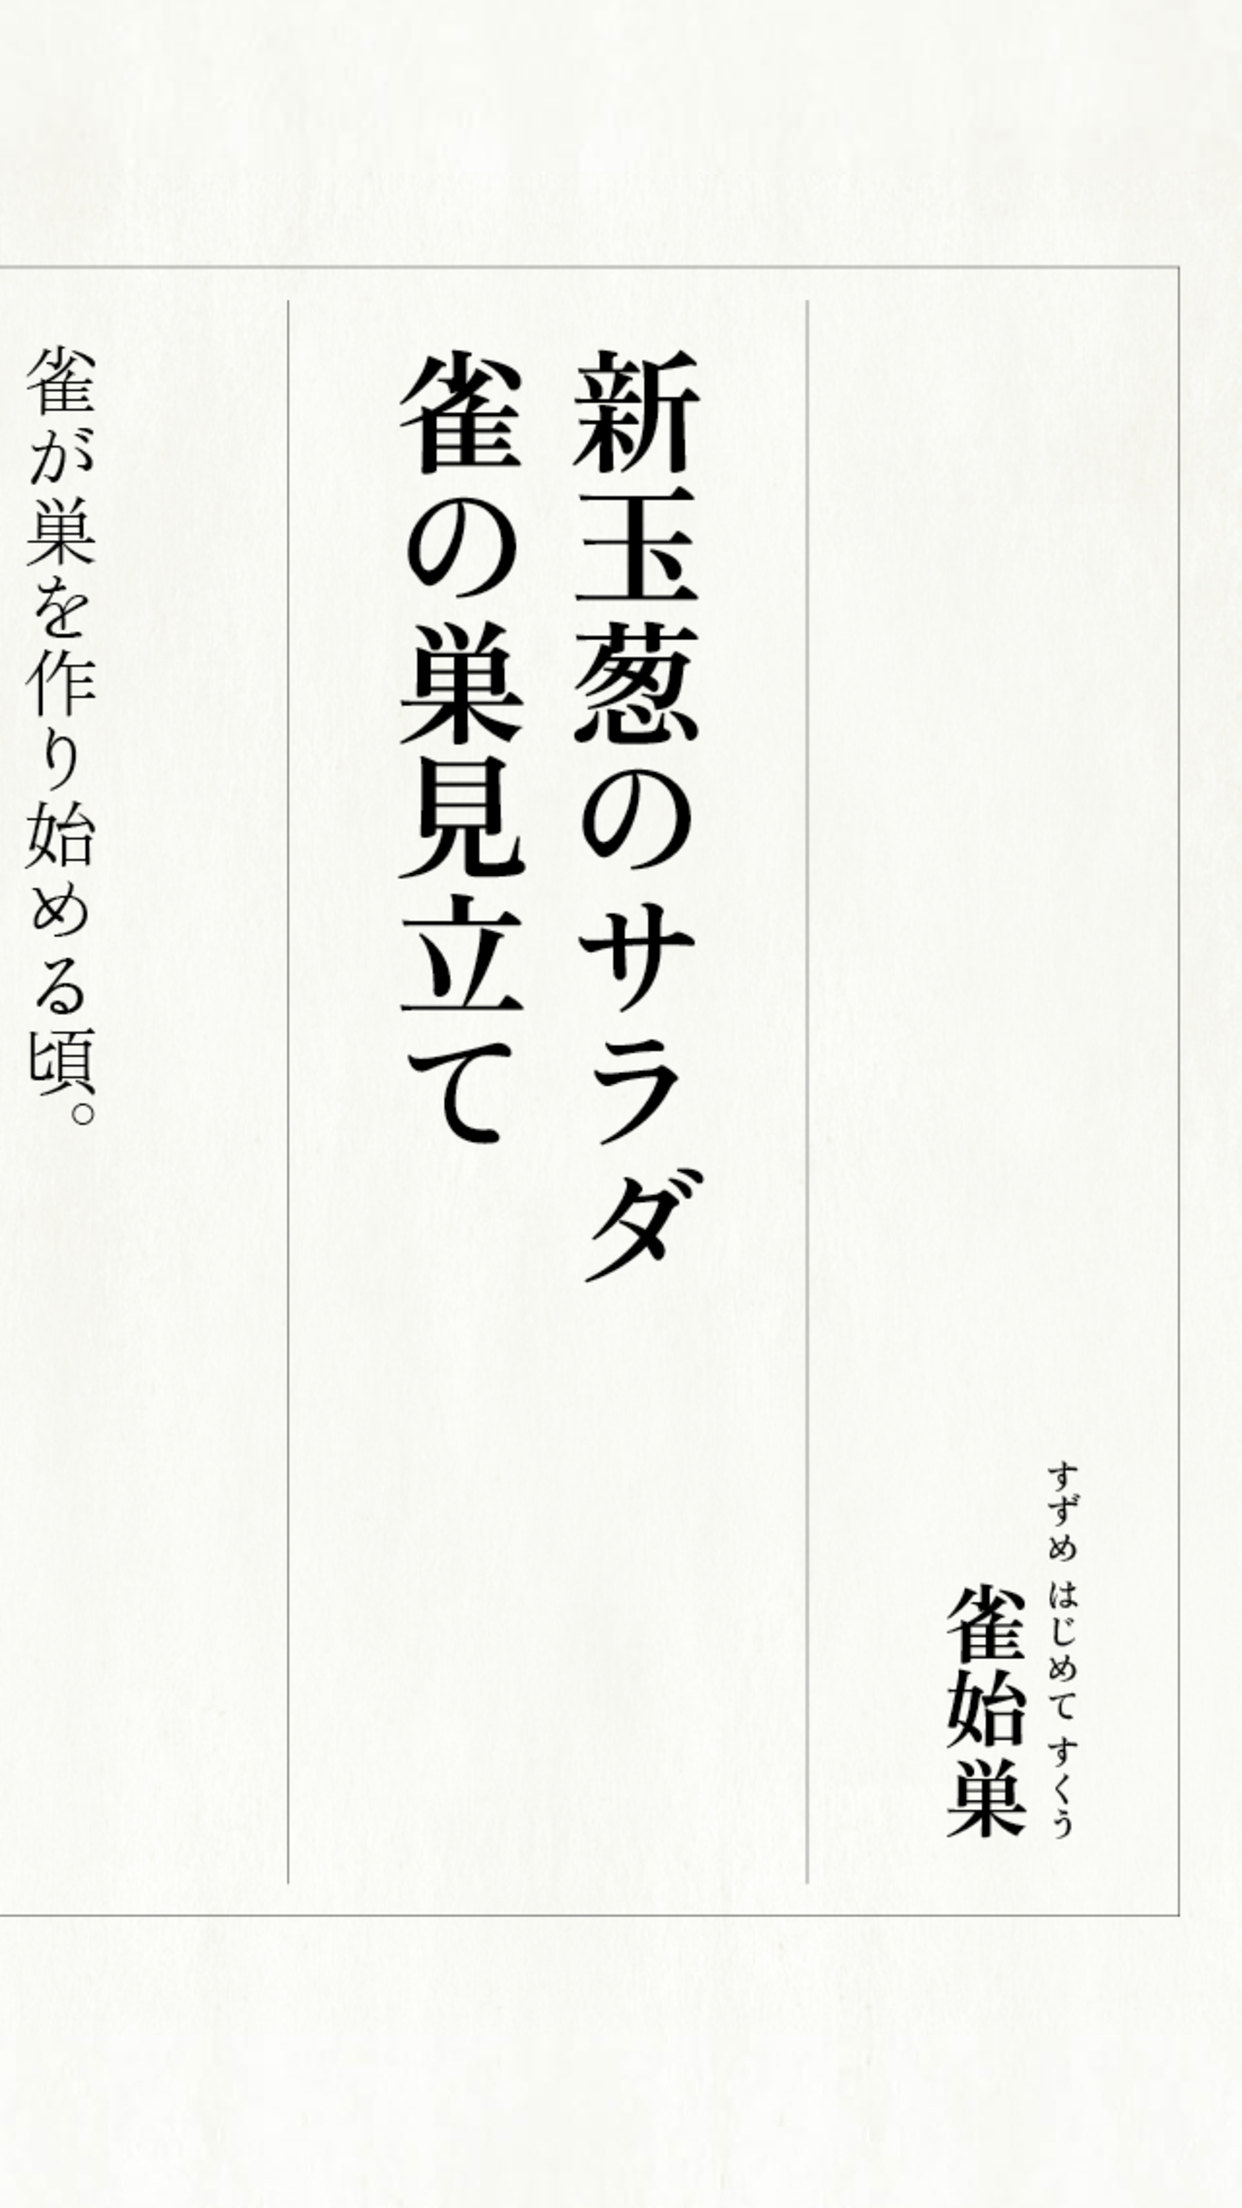 すずめ はじめて すくう
雀始巣
新玉葱のサラダ
雀の巣見立て
雀が巣を作り始める頃。